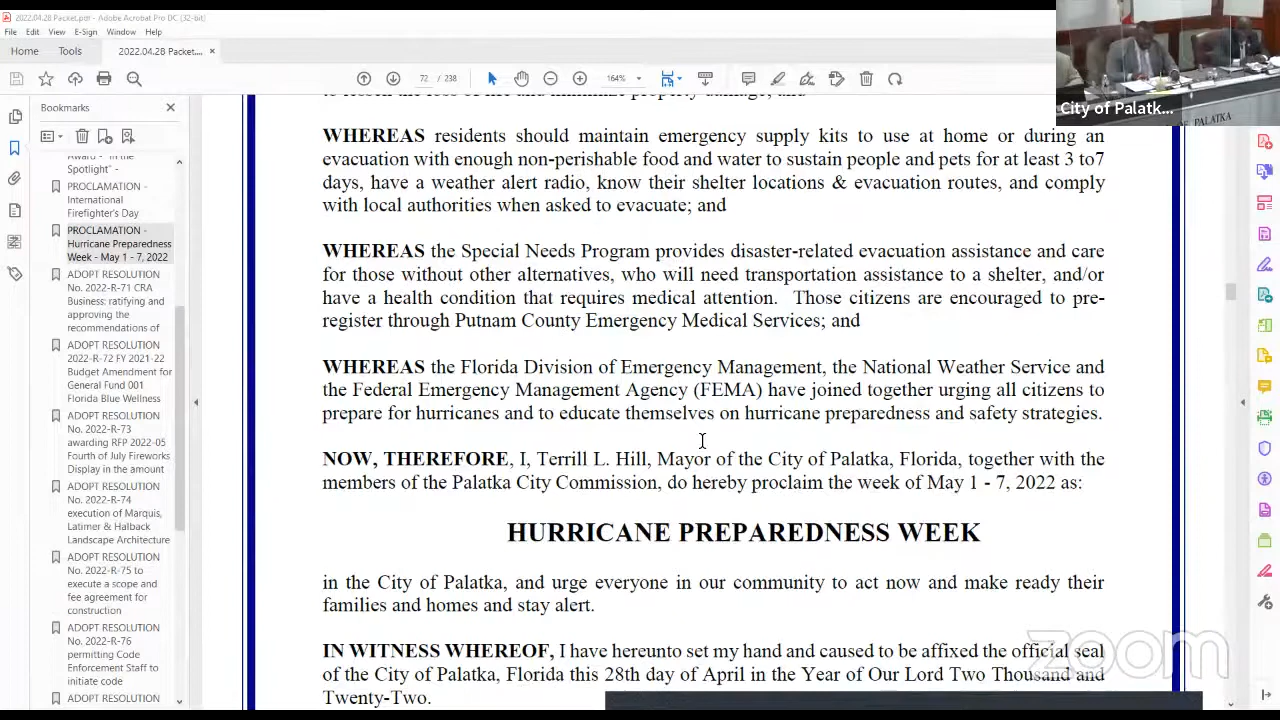 2022.04.28 Packet.pdf - Adobe Acrobat Pro DC (32-bit)
File Edit View E-Sign Window Help
Home Tools 2022.04.28 Packet.... ×
72 / 238 164%
Bookmarks
Award - "In the
Spotlight" -
PROCLAMATION -
International
Firefighter's Day
PROCLAMATION -
Hurricane Preparedness
Week - May 1 - 7, 2022
ADOPT RESOLUTION
No. 2022-R-71 CRA
Business: ratifying and
approving the
recommendations of
ADOPT RESOLUTION
2022-R-72 FY 2021-22
Budget Amendment for
General Fund 001
Florida Blue Wellness
ADOPT RESOLUTION
No. 2022-R-73
awarding RFP 2022-05
Fourth of July Fireworks
Display in the amount
ADOPT RESOLUTION
No. 2022-R-74
execution of Marquis,
Latimer & Halback
Landscape Architecture
ADOPT RESOLUTION
No. 2022-R-75 to
execute a scope and
fee agreement for
construction
ADOPT RESOLUTION
No. 2022-R-76
permitting Code
Enforcement Staff to
initiate code
ADOPT RESOLUTION
to lessen the loss of life and minimize property damage; and
WHEREAS residents should maintain emergency supply kits to use at home or during an
evacuation with enough non-perishable food and water to sustain people and pets for at least 3 to7
days, have a weather alert radio, know their shelter locations & evacuation routes, and comply
with local authorities when asked to evacuate; and
WHEREAS the Special Needs Program provides disaster-related evacuation assistance and care
for those without other alternatives, who will need transportation assistance to a shelter, and/or
have a health condition that requires medical attention. Those citizens are encouraged to pre-
register through Putnam County Emergency Medical Services; and
WHEREAS the Florida Division of Emergency Management, the National Weather Service and
the Federal Emergency Management Agency (FEMA) have joined together urging all citizens to
prepare for hurricanes and to educate themselves on hurricane preparedness and safety strategies.
NOW, THEREFORE, I, Terrill L. Hill, Mayor of the City of Palatka, Florida, together with the
members of the Palatka City Commission, do hereby proclaim the week of May 1 - 7, 2022 as:
HURRICANE PREPAREDNESS WEEK
in the City of Palatka, and urge everyone in our community to act now and make ready their
families and homes and stay alert.
IN WITNESS WHEREOF, I have hereunto set my hand and caused to be affixed the official seal
of the City of Palatka, Florida this 28th day of April in the Year of Our Lord Two Thousand and
Twenty-Two.
City of Palatk...
OF PALATKA
zoom